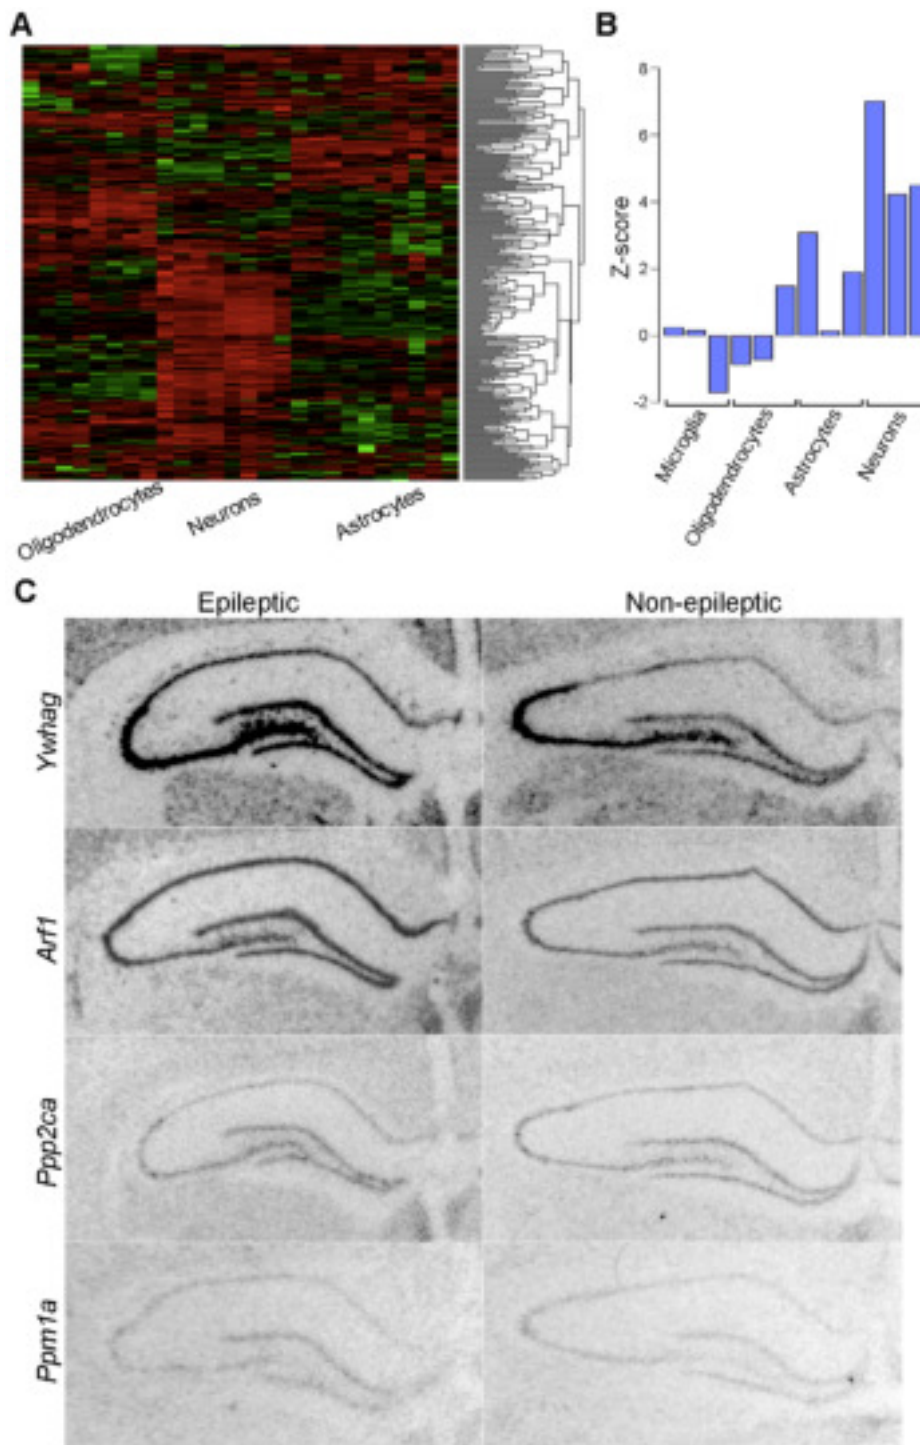 A
B
8
6
4
2
0
-2
Z-score
Microglia
Oligodendrocytes
Astrocytes
Neurons
Oligodendrocytes
Neurons
Astrocytes
C
Epileptic
Non-epileptic
Ywhag
Arf1
Ppp2ca
Ppm1a